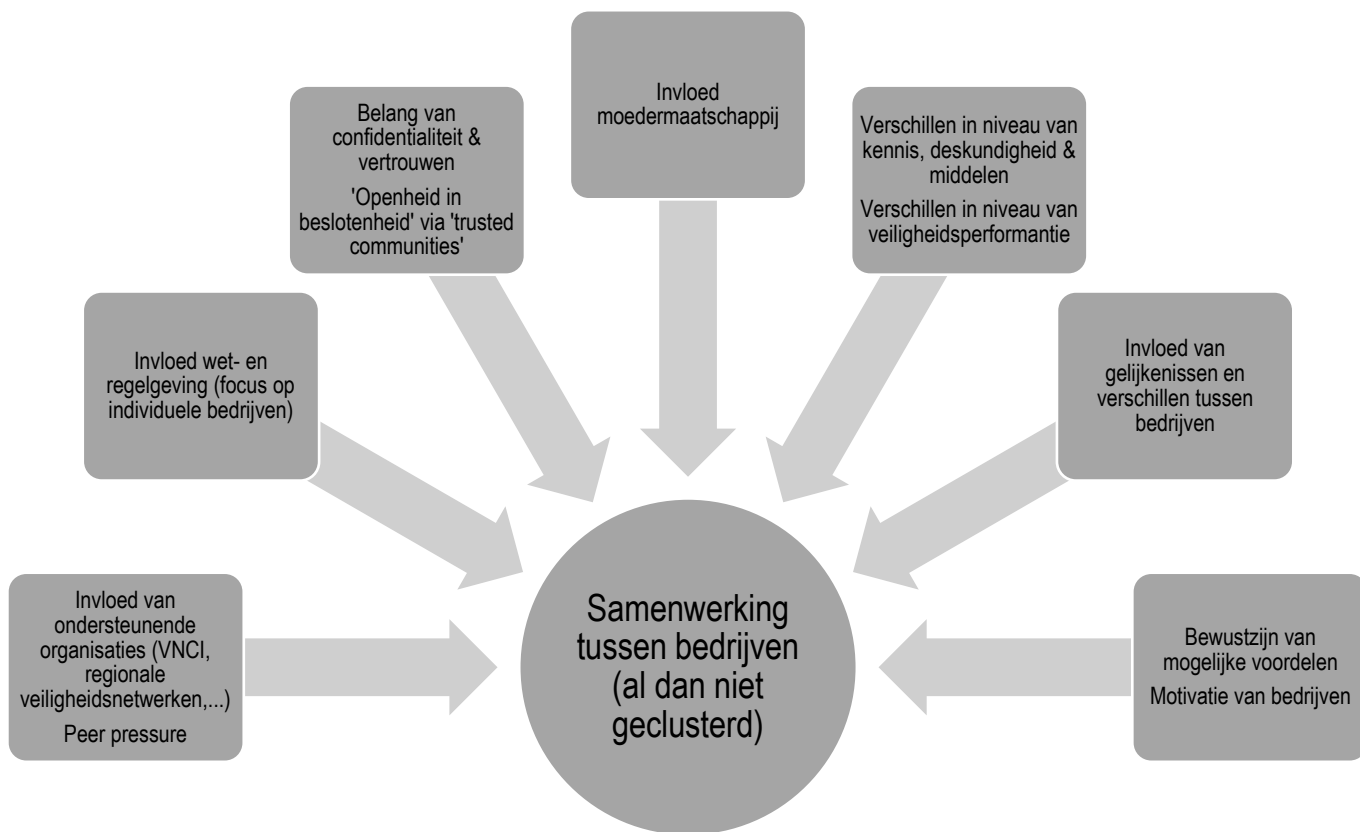 Invloed van
ondersteunende
organisaties (VNCI,
regionale
veiligheidsnetwerken,...)
Peer pressure
Invloed wet- en
regelgeving (focus op
individuele bedrijven)
Belang van
confidentialiteit &
vertrouwen
'Openheid in
beslotenheid' via 'trusted
communities'
Invloed
moedermaatschappij
Verschillen in niveau van
kennis, deskundigheid &
middelen
Verschillen in niveau van
veiligheidsperformantie
Invloed van
gelijkenissen en
verschillen tussen
bedrijven
Bewustzijn van
mogelijke voordelen
Motivatie van bedrijven
Samenwerking
tussen bedrijven
(al dan niet
geclusterd)